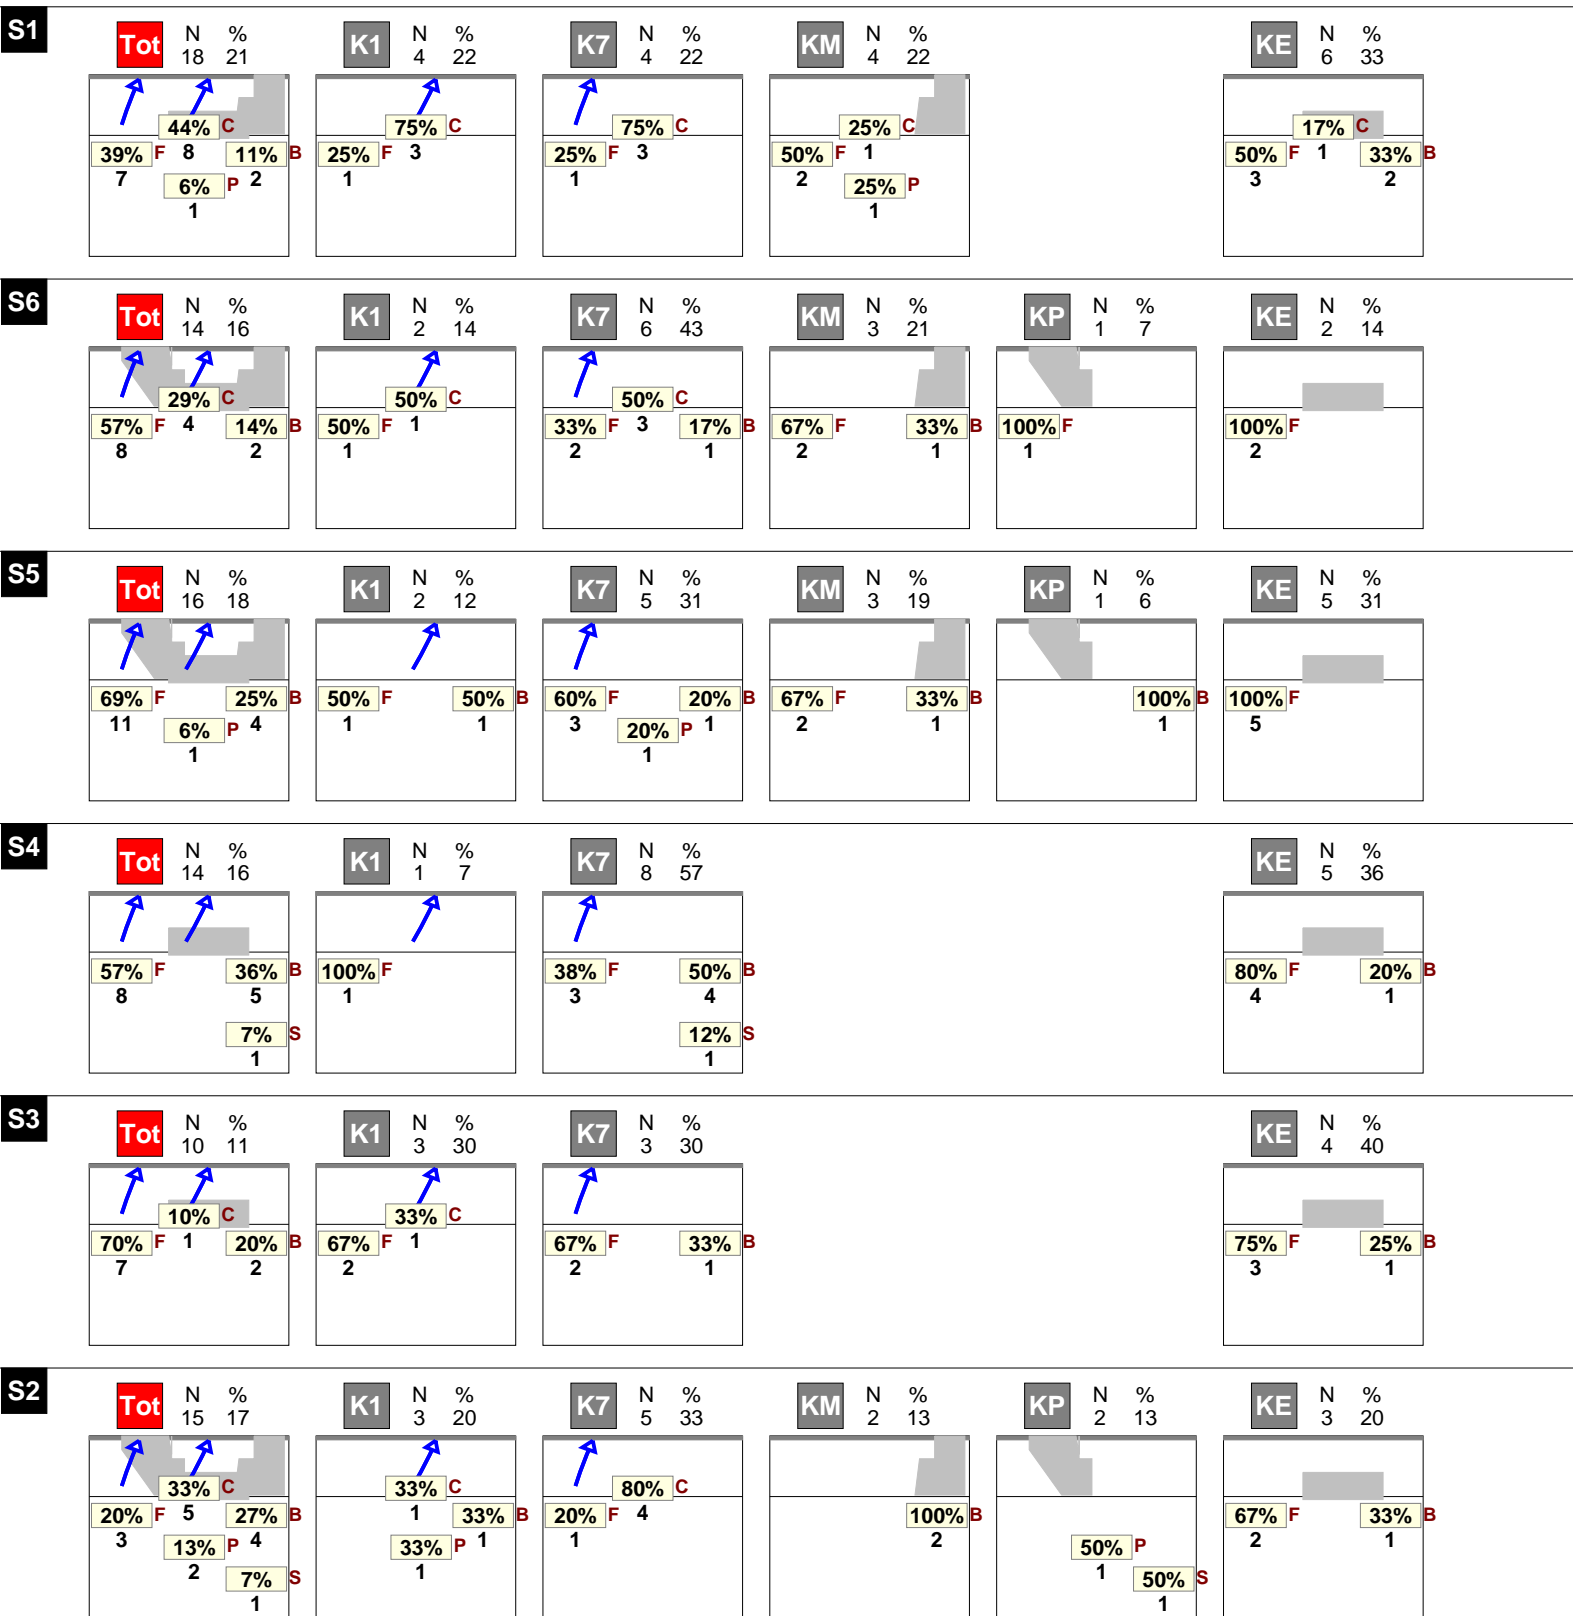 S1
Tot N % K1 N % K7 N % KM N % KE N %
18 21 4 22 4 22 4 22 6 33
44% C 75% C 75% C 25% C 17% C
39% F 8 11% B 25% F 3 25% F 3 50% F 1 50% F 1 33% B
7 6% P 2 1 1 2 25% P 3 2
1 1
S6
Tot N % K1 N % K7 N % KM N % KP N % KE N %
14 16 2 14 6 43 3 21 1 7 2 14
29% C 50% C 50% C
57% F 4 14% B 50% F 1 33% F 3 17% B 67% F 33% B 100% F 100% F
8 2 1 2 1 2 1 1 2
S5
Tot N % K1 N % K7 N % KM N % KP N % KE N %
16 18 2 12 5 31 3 19 1 6 5 31
69% F 25% B 50% F 50% B 60% F 20% B 67% F 33% B 100% B 100% F
11 6% P 4 1 1 3 20% P 1 2 1 1 5
1 1
S4
Tot N % K1 N % K7 N % KE N %
14 16 1 7 8 57 5 36
57% F 36% B 100% F 38% F 50% B 80% F 20% B
8 5 1 3 4 4 1
7% S 12% S
1 1
S3
Tot N % K1 N % K7 N % KE N %
10 11 3 30 3 30 4 40
10% C 33% C
70% F 1 20% B 67% F 1 67% F 33% B 75% F 25% B
7 2 2 2 1 3 1
S2
Tot N % K1 N % K7 N % KM N % KP N % KE N %
15 17 3 20 5 33 2 13 2 13 3 20
33% C 33% C 80% C
20% F 5 27% B 1 33% B 20% F 4 100% B 67% F 33% B
3 13% P 4 33% P 1 1 2 50% P 2 1
2 7% S 1 1 50% S
1 1